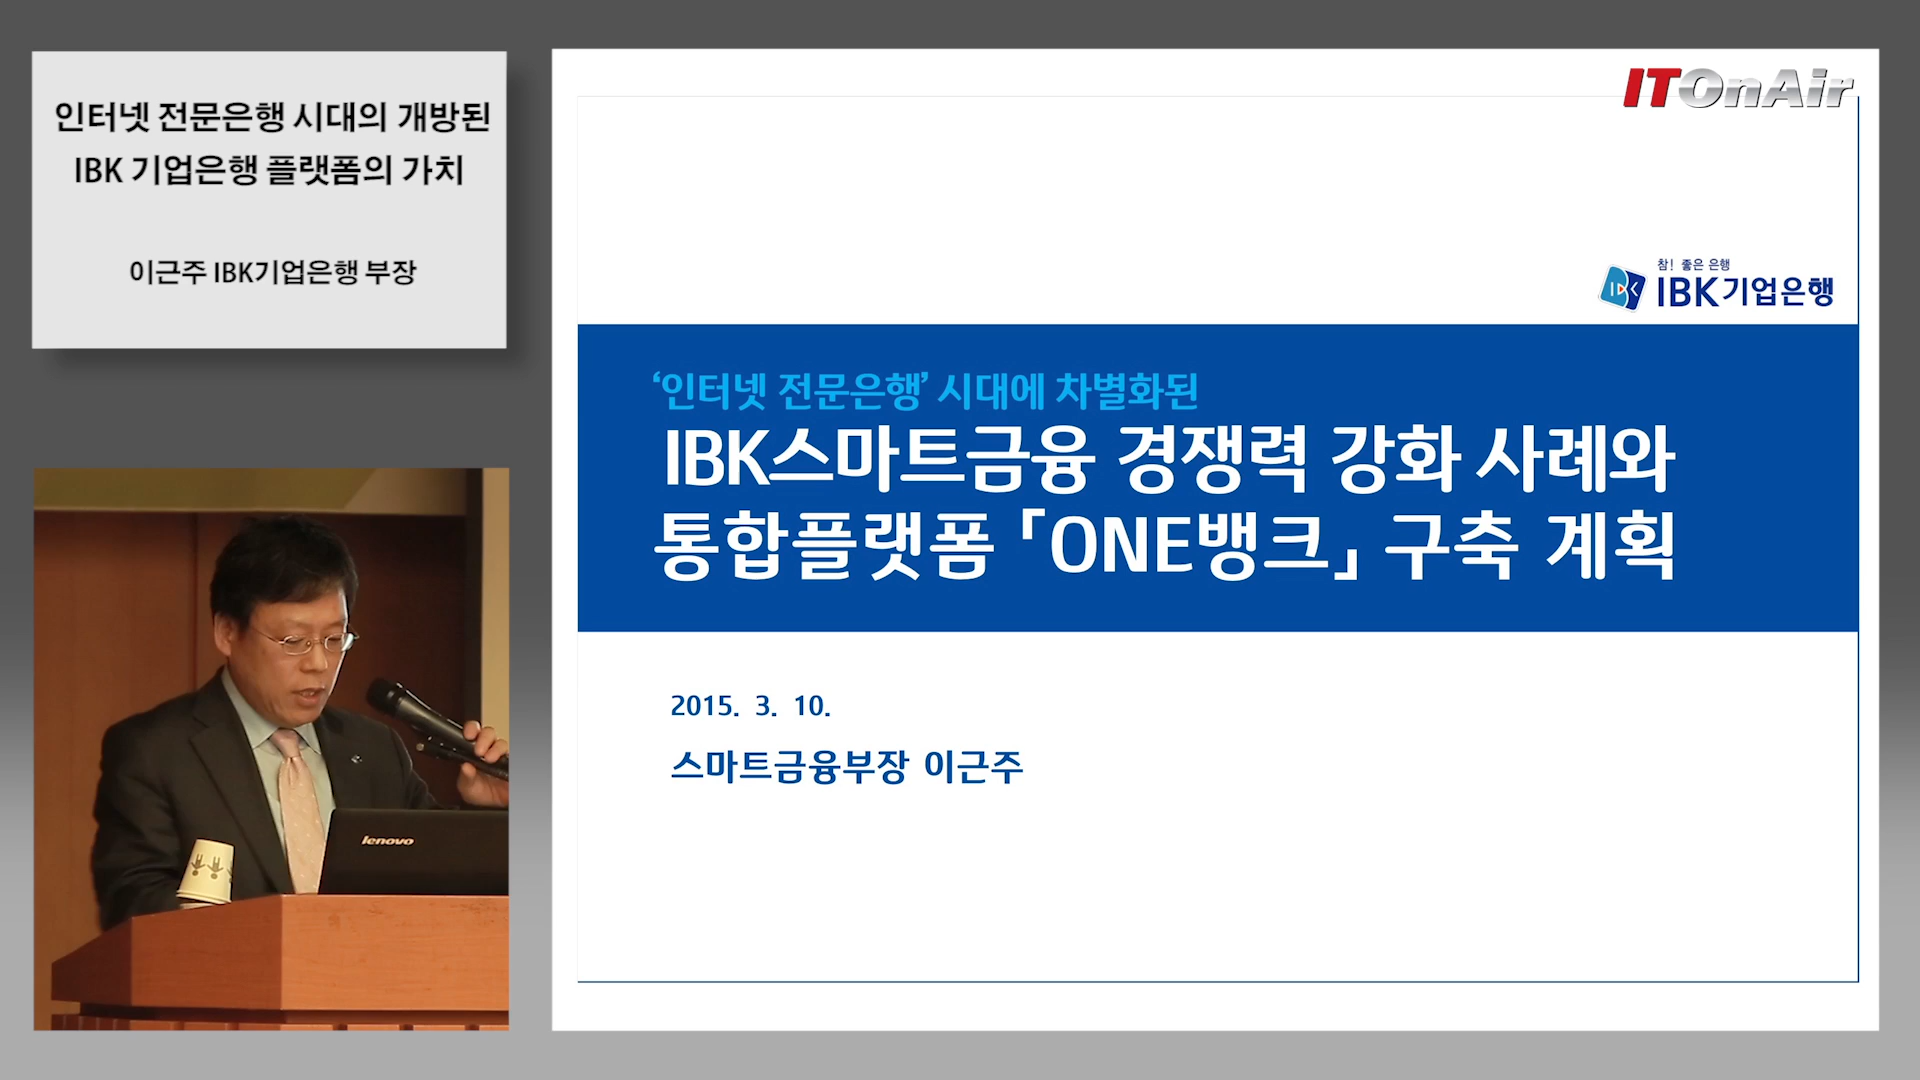 인터넷 전문은행 시대의 개방된
IBK 기업은행 플랫폼의 가치
이근주 IBK기업은행 부장
ITOnAir
참! 좋은 은행
IBK기업은행
‘인터넷 전문은행’ 시대에 차별화된
IBK스마트금융 경쟁력 강화 사례와
통합플랫폼 「ONE뱅크」 구축 계획
2015. 3. 10.
스마트금융부장 이근주
lenovo